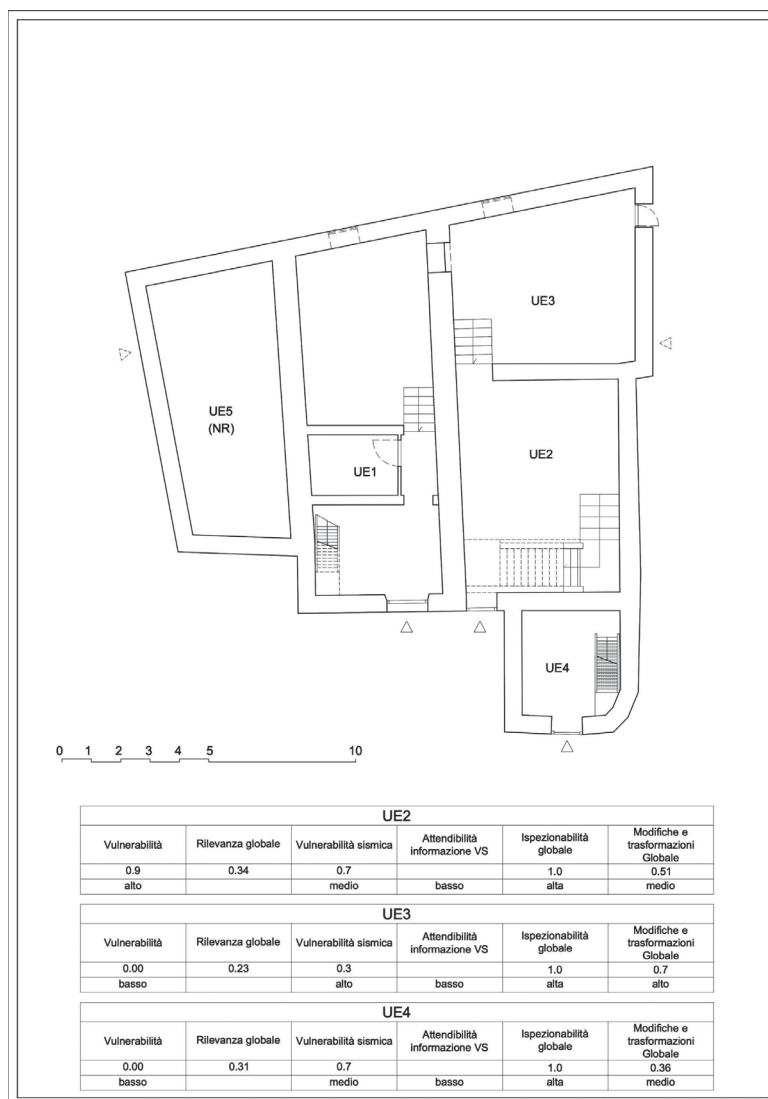 UE3
UE5
(NR)
UE1
UE2
UE4
0 1 2 3 4 5 10
UE2
Vulnerabilità Rilevanza globale Vulnerabilità sismica Attendibilità informazione VS Ispezionabilità globale Modifiche e trasformazioni Globale
0.9 0.34 0.7 1.0 0.51
alto medio basso alta medio
UE3
Vulnerabilità Rilevanza globale Vulnerabilità sismica Attendibilità informazione VS Ispezionabilità globale Modifiche e trasformazioni Globale
0.00 0.23 0.3 1.0 0.7
basso alto basso alta alto
UE4
Vulnerabilità Rilevanza globale Vulnerabilità sismica Attendibilità informazione VS Ispezionabilità globale Modifiche e trasformazioni Globale
0.00 0.31 0.7 1.0 0.36
basso medio basso alta medio